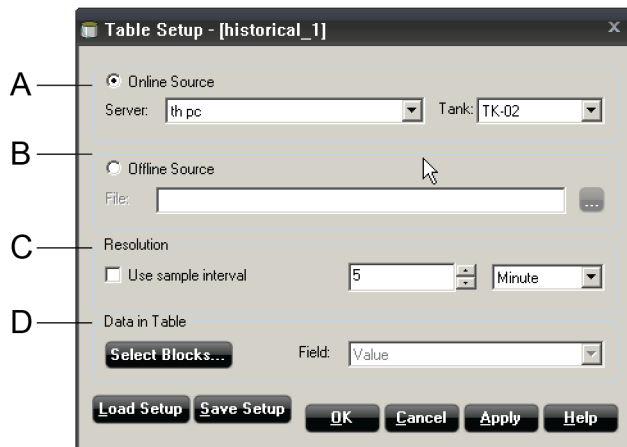 Table Setup - [historical_1] x
A
Online Source
Server: th pc Tank: TK-02
B
Offline Source
File: ...
C
Resolution
Use sample interval 5 Minute
D
Data in Table
Select Blocks... Field: Value
Load Setup Save Setup OK Cancel Apply Help